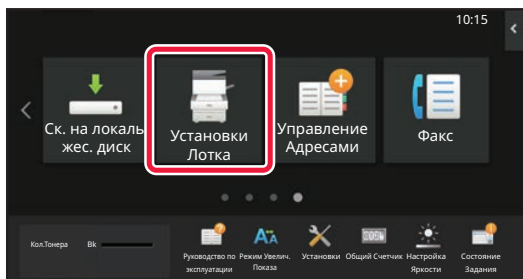 10:15
Ск. на локаль
жес. диск
Установки
Лотка
Управление
Адресами
Факс
Кол.Тонера
Bk
Руководство по
эксплуатации
Режим Увелич.
Показа
Установки
Общий Счетчик
Настройка
Яркости
Состояние
Задания